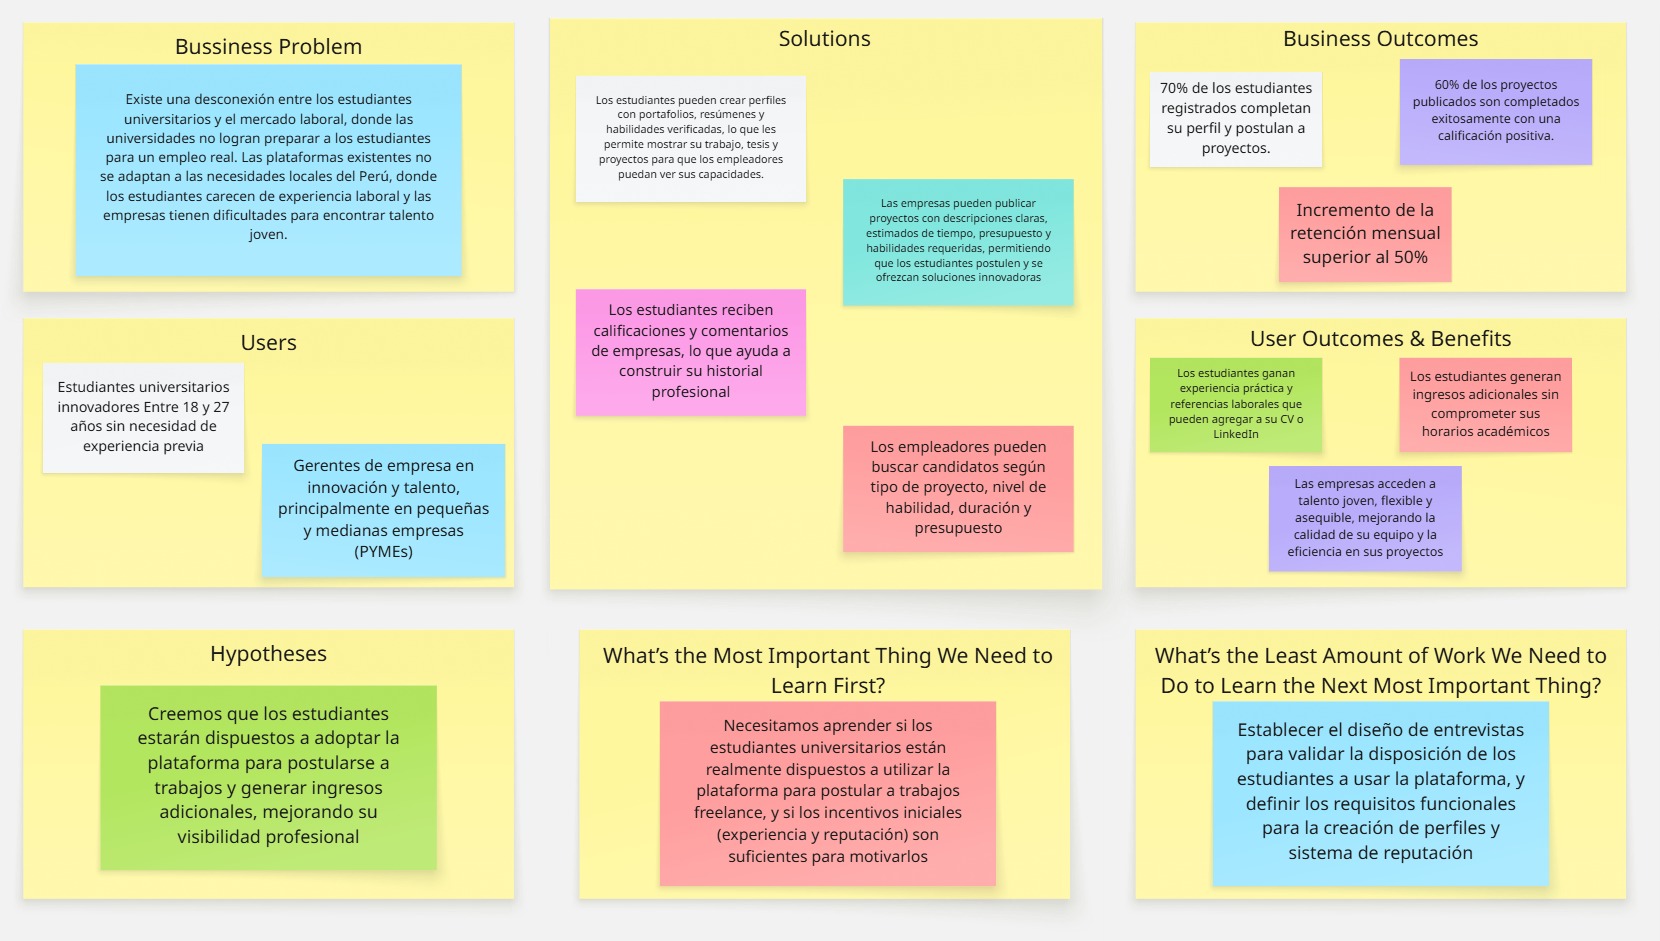 Bussiness Problem
Existe una desconexión entre los estudiantes
universitarios y el mercado laboral, donde las
universidades no logran preparar a los estudiantes
para un empleo real. Las plataformas existentes no
se adaptan a las necesidades locales del Perú, donde
los estudiantes carecen de experiencia laboral y las
empresas tienen dificultades para encontrar talento
joven.
Users
Estudiantes universitarios
innovadores Entre 18 y 27
años sin necesidad de
experiencia previa
Gerentes de empresa en
innovación y talento,
principalmente en pequeñas
y medianas empresas
(PYMEs)
Solutions
Los estudiantes pueden crear perfiles
con portafolios, resúmenes y
habilidades verificadas, lo que les
permite mostrar su trabajo, tesis y
proyectos para que los empleadores
puedan ver sus capacidades.
Las empresas pueden publicar
proyectos con descripciones claras,
estimados de tiempo, presupuesto y
habilidades requeridas, permitiendo
que los estudiantes postulen y se
ofrezcan soluciones innovadoras
Los estudiantes reciben
calificaciones y comentarios
de empresas, lo que ayuda a
construir su historial
profesional
Los empleadores pueden
buscar candidatos según
tipo de proyecto, nivel de
habilidad, duración y
presupuesto
Business Outcomes
70% de los estudiantes
registrados completan
su perfil y postulan a
proyectos.
60% de los proyectos
publicados son completados
exitosamente con una
calificación positiva.
Incremento de la
retención mensual
superior al 50%
User Outcomes & Benefits
Los estudiantes ganan
experiencia práctica y
referencias laborales que
pueden agregar a su CV o
LinkedIn
Los estudiantes generan
ingresos adicionales sin
comprometer sus
horarios académicos
Las empresas acceden a
talento joven, flexible y
asequible, mejorando la
calidad de su equipo y la
eficiencia en sus proyectos
Hypotheses
Creemos que los estudiantes
estarán dispuestos a adoptar la
plataforma para postularse a
trabajos y generar ingresos
adicionales, mejorando su
visibilidad profesional
What's the Most Important Thing We Need to
Learn First?
Necesitamos aprender si los
estudiantes universitarios están
realmente dispuestos a utilizar la
plataforma para postular a trabajos
freelance, y si los incentivos iniciales
(experiencia y reputación) son
suficientes para motivarlos
What's the Least Amount of Work We Need to
Do to Learn the Next Most Important Thing?
Establecer el diseño de entrevistas
para validar la disposición de los
estudiantes a usar la plataforma, y
definir los requisitos funcionales
para la creación de perfiles y
sistema de reputación